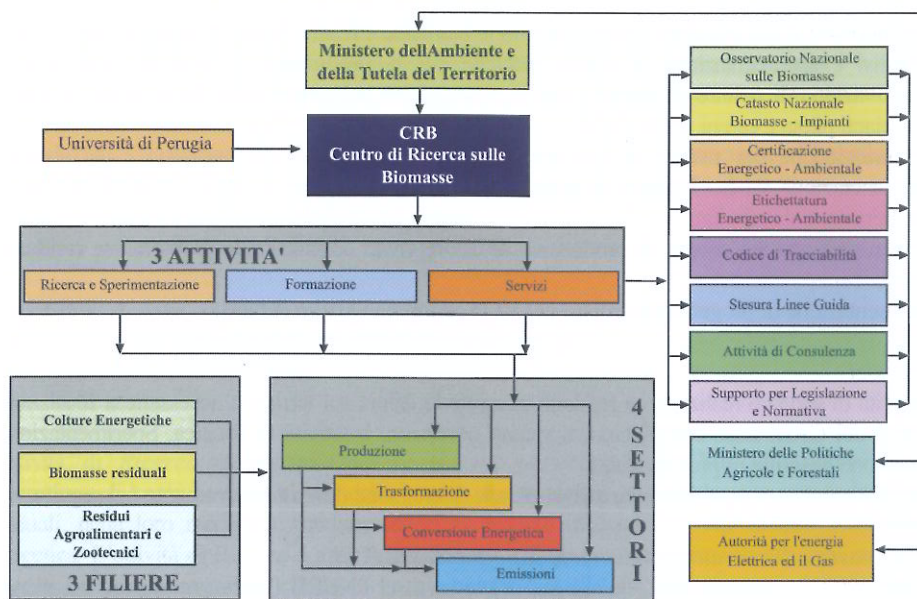 Ministero dell'Ambiente e
della Tutela del Territorio
Università di Perugia
CRB
Centro di Ricerca sulle
Biomasse
3 ATTIVITA'
Ricerca e Sperimentazione
Formazione
Servizi
Osservatorio Nazionale
sulle Biomasse
Catasto Nazionale
Biomasse - Impianti
Certificazione
Energetico - Ambientale
Etichettatura
Energetico - Ambientale
Codice di Tracciabilità
Stesura Linee Guida
Attività di Consulenza
Supporto per Legislazione
e Normativa
Ministero delle Politiche
Agricole e Forestali
Autorità per l'energia
Elettrica ed il Gas
Colture Energetiche
Biomasse residuali
Residui
Agroalimentari e
Zootecnici
3 FILIERE
4 SETTORI
Produzione
Trasformazione
Conversione Energetica
Emissioni